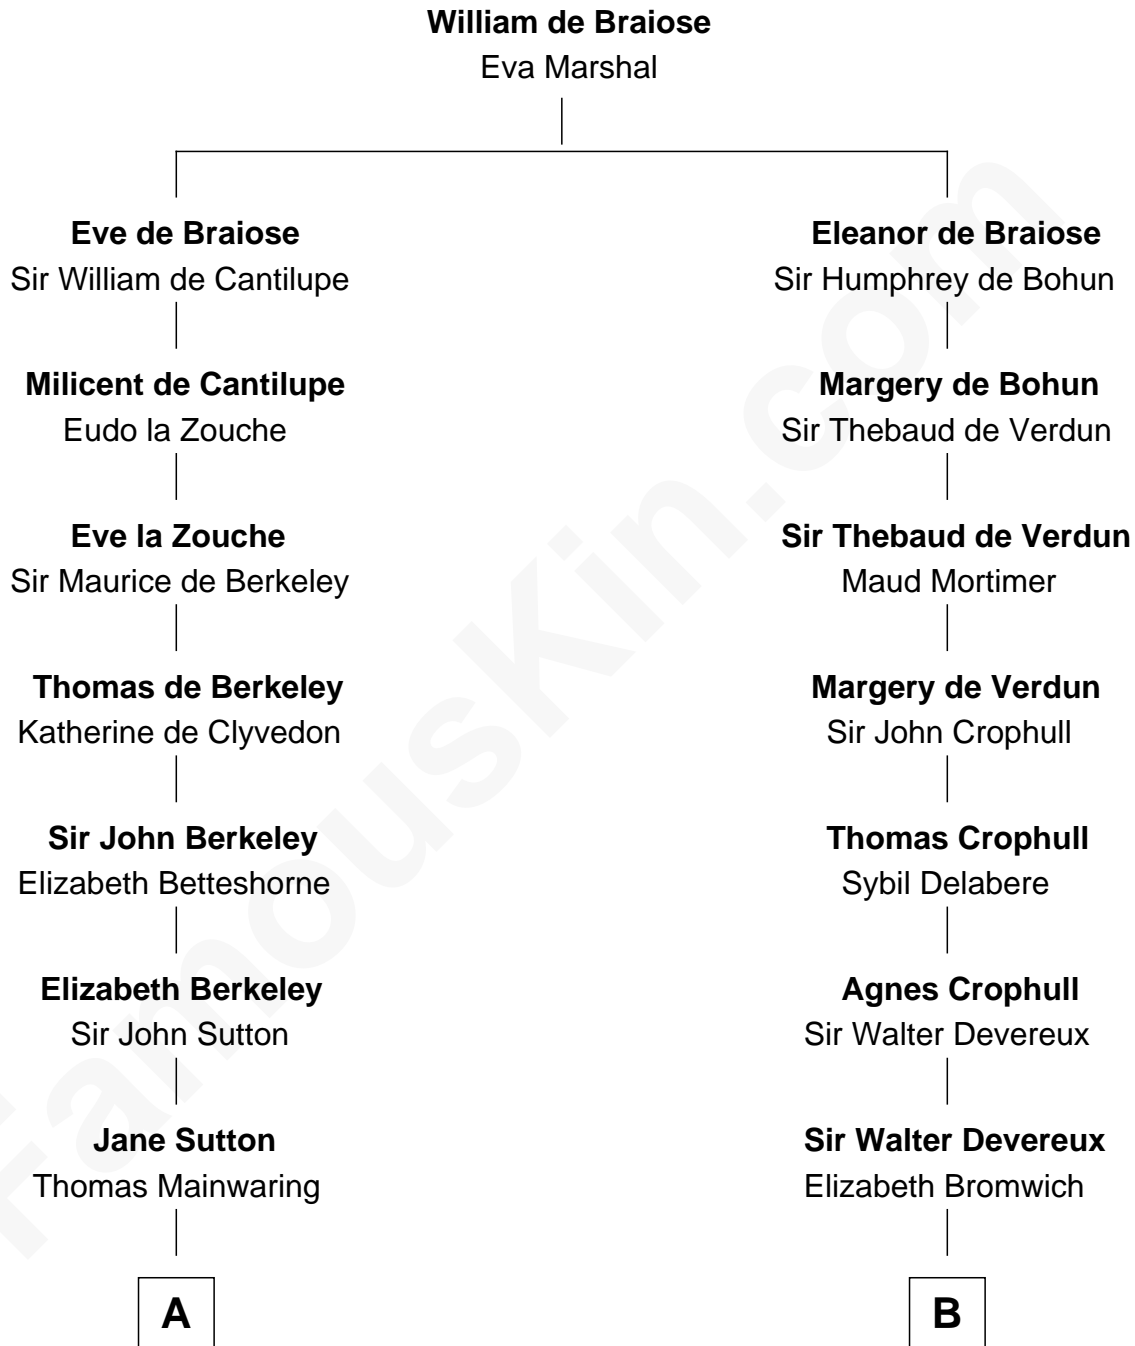 William de Braiose
Eva Marshal
Eve de Braiose
Sir William de Cantilupe
Eleanor de Braiose
Sir Humphrey de Bohun
Milicent de Cantilupe
Eudo la Zouche
Margery de Bohun
Sir Thebaud de Verdun
Eve la Zouche
Sir Maurice de Berkeley
Sir Thebaud de Verdun
Maud Mortimer
Thomas de Berkeley
Katherine de Clyvedon
Margery de Verdun
Sir John Crophull
Sir John Berkeley
Elizabeth Betteshorne
Thomas Crophull
Sybil Delabere
Elizabeth Berkeley
Sir John Sutton
Agnes Crophull
Sir Walter Devereux
Jane Sutton
Thomas Mainwaring
Sir Walter Devereux
Elizabeth Bromwich
A
B
FamousKin.com